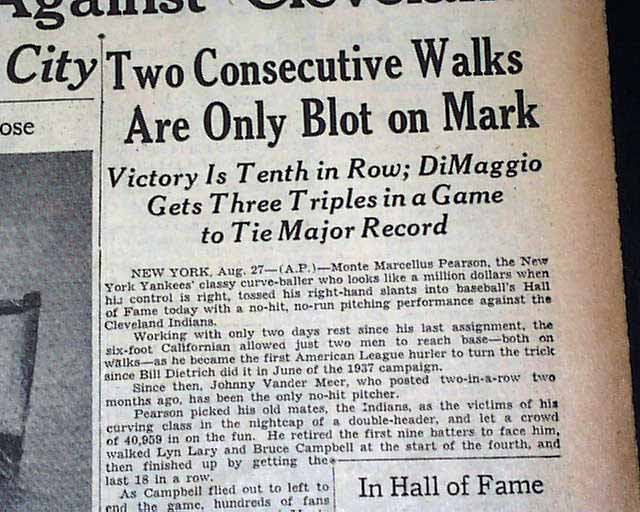 Against Cleveland
City
ose
Two Consecutive Walks
Are Only Blot on Mark
Victory Is Tenth in Row; DiMaggio
Gets Three Triples in a Game
to Tie Major Record
NEW YORK, Aug. 27—(A.P.)—Monte Marcellus Pearson, the New
York Yankees' classy curve-baller who looks like a million dollars when
his control is right, tossed his right-hand slants into baseball's Hall
of Fame today with a no-hit, no-run pitching performance against the
Cleveland Indians.
Working with only two days rest since his last assignment, the
six-foot Californian allowed just two men to reach base—both on
walks—as he became the first American League hurler to turn the trick
since Bill Dietrich did it in June of the 1937 campaign.
Since then, Johnny Vander Meer, who posted two-in-a-row two
months ago, has been the only no-hit pitcher.
Pearson picked his old mates, the Indians, as the victims of his
curving class in the nightcap of a double-header, and let a crowd
of 40,959 in on the fun. He retired the first nine batters to face him,
walked Lyn Lary and Bruce Campbell at the start of the fourth, and
then finished up by getting the
last 18 in a row.
As Campbell flied out to left to
end the game, hundreds of fans
In Hall of Fame